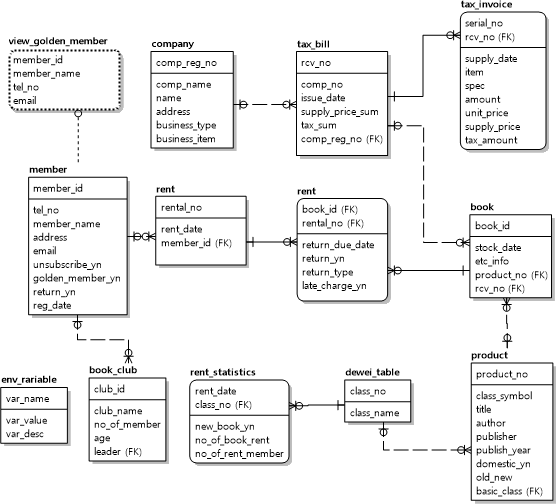 view_golden_member
member_id
member_name
tel_no
email
company
comp_reg_no
comp_name
name
address
business_type
business_item
tax_bill
rcv_no
comp_no
issue_date
supply_price_sum
tax_sum
comp_reg_no (FK)
tax_invoice
serial_no
rcv_no (FK)
supply_date
item
spec
amount
unit_price
supply_price
tax_amount
member
member_id
tel_no
member_name
address
email
unsubscribe_yn
golden_member_yn
return_yn
reg_date
rent
rental_no
rent_date
member_id (FK)
rent
book_id (FK)
rental_no (FK)
return_due_date
return_yn
return_type
late_charge_yn
book
book_id
stock_date
etc_info
product_no (FK)
rcv_no (FK)
env_rariable
var_name
var_value
var_desc
book_club
club_id
club_name
no_of_member
age
leader (FK)
rent_statistics
rent_date
class_no (FK)
new_book_yn
no_of_book_rent
no_of_rent_member
dewei_table
class_no
class_name
product
product_no
class_symbol
title
author
publisher
publish_year
domestic_yn
old_new
basic_class (FK)